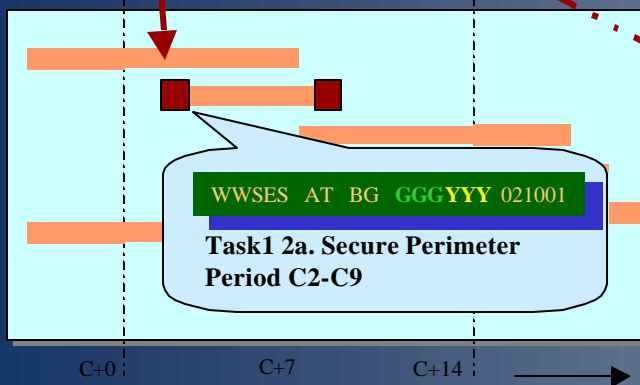 WWSES AT BG GGGYYY 021001
Task1 2a. Secure Perimeter
Period C2-C9
C+0 C+7 C+14